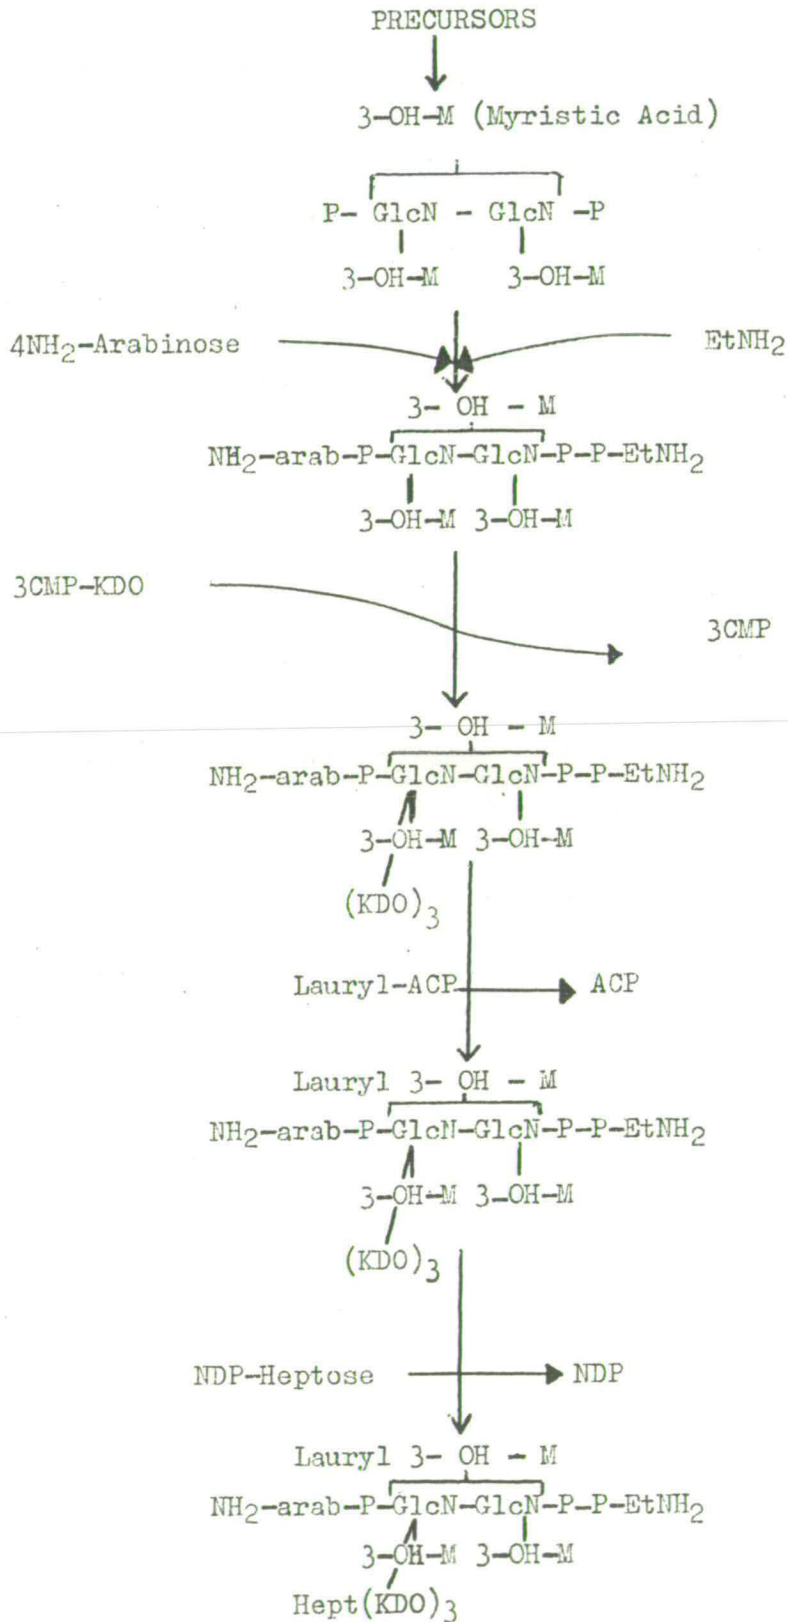 PRECURSORS
3-OH-M (Myristic Acid)
P- GlcN - GlcN -P
3-OH-M 3-OH-M
4NH2-Arabinose EtNH2
3- OH - M
NH2-arab-P-GlcN-GlcN-P-P-EtNH2
3-OH-M 3-OH-M
3CMP-KDO 3CMP
3- OH - M
NH2-arab-P-GlcN-GlcN-P-P-EtNH2
3-OH-M 3-OH-M
(KDO)3
Lauryl-ACP ACP
Lauryl 3- OH - M
NH2-arab-P-GlcN-GlcN-P-P-EtNH2
3-OH-M 3-OH-M
(KDO)3
NDP-Heptose NDP
Lauryl 3- OH - M
NH2-arab-P-GlcN-GlcN-P-P-EtNH2
3-OH-M 3-OH-M
Hept(KDO)3